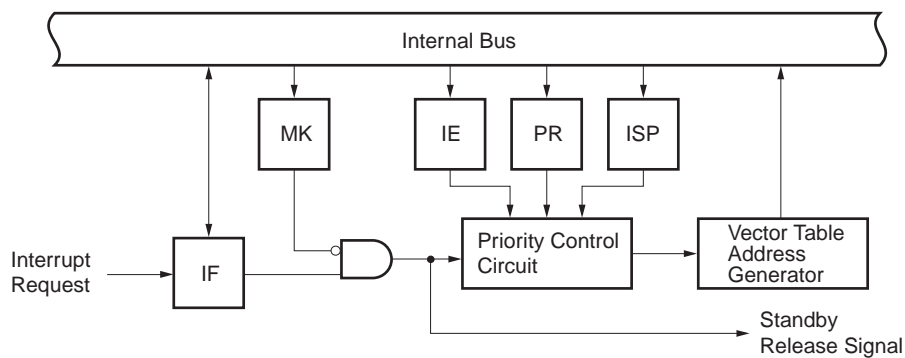 Internal Bus
MK
IE
PR
ISP
Interrupt
Request
IF
Priority Control
Circuit
Vector Table
Address
Generator
Standby
Release Signal